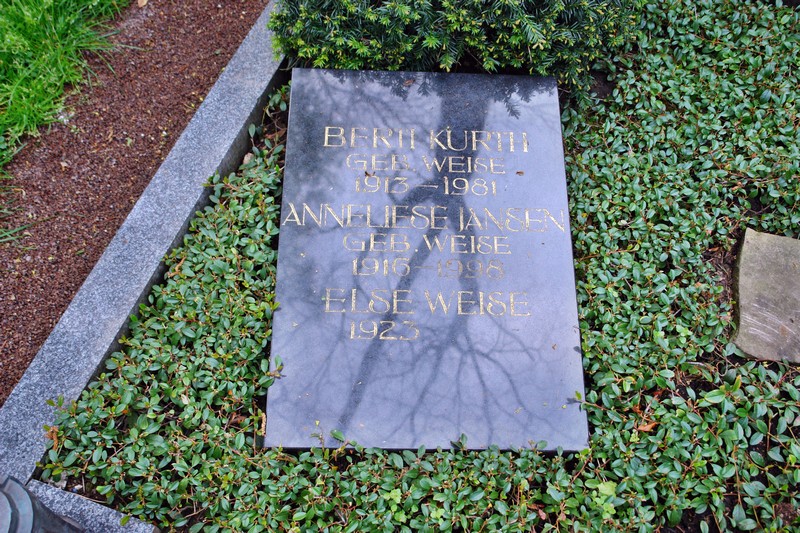 BERTI KURTH
GEB. WEISE
1913–1981
ANNELIESE JANSEN
GEB. WEISE
1916–1998
ELSE WEISE
1923